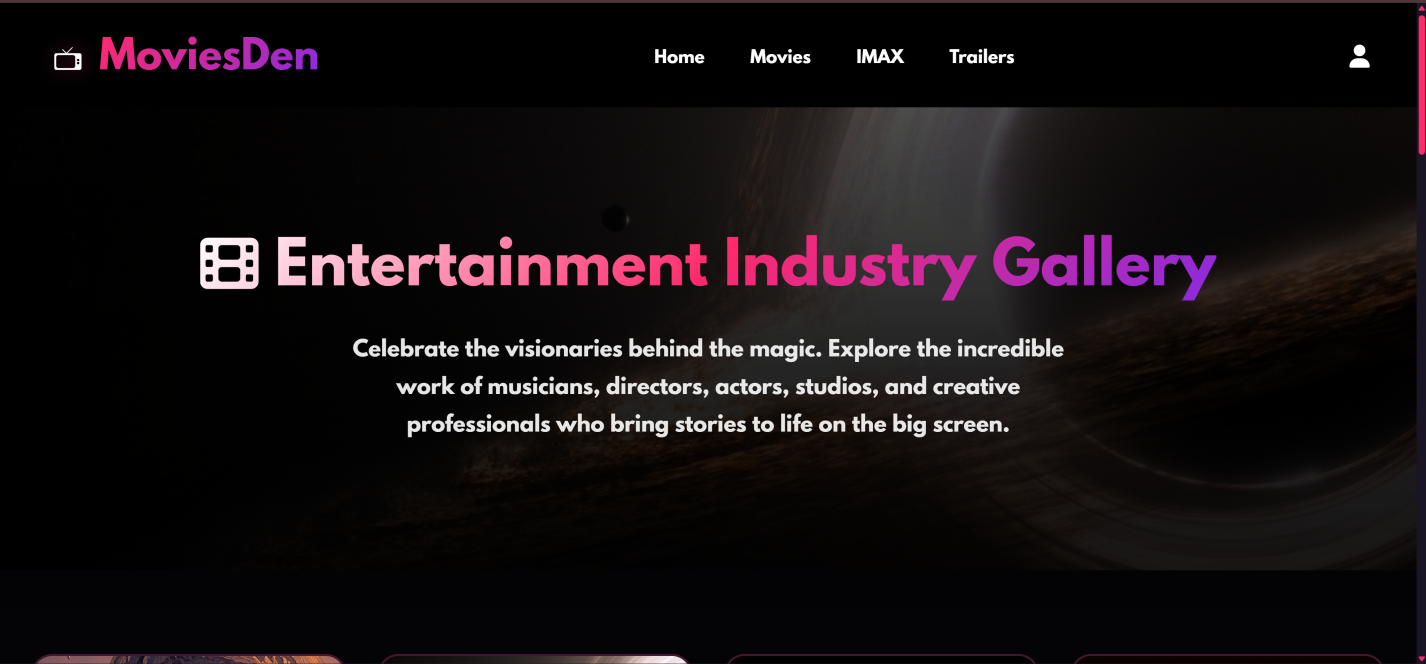 MoviesDen
Home Movies IMAX Trailers
Entertainment Industry Gallery
Celebrate the visionaries behind the magic. Explore the incredible
work of musicians, directors, actors, studios, and creative
professionals who bring stories to life on the big screen.